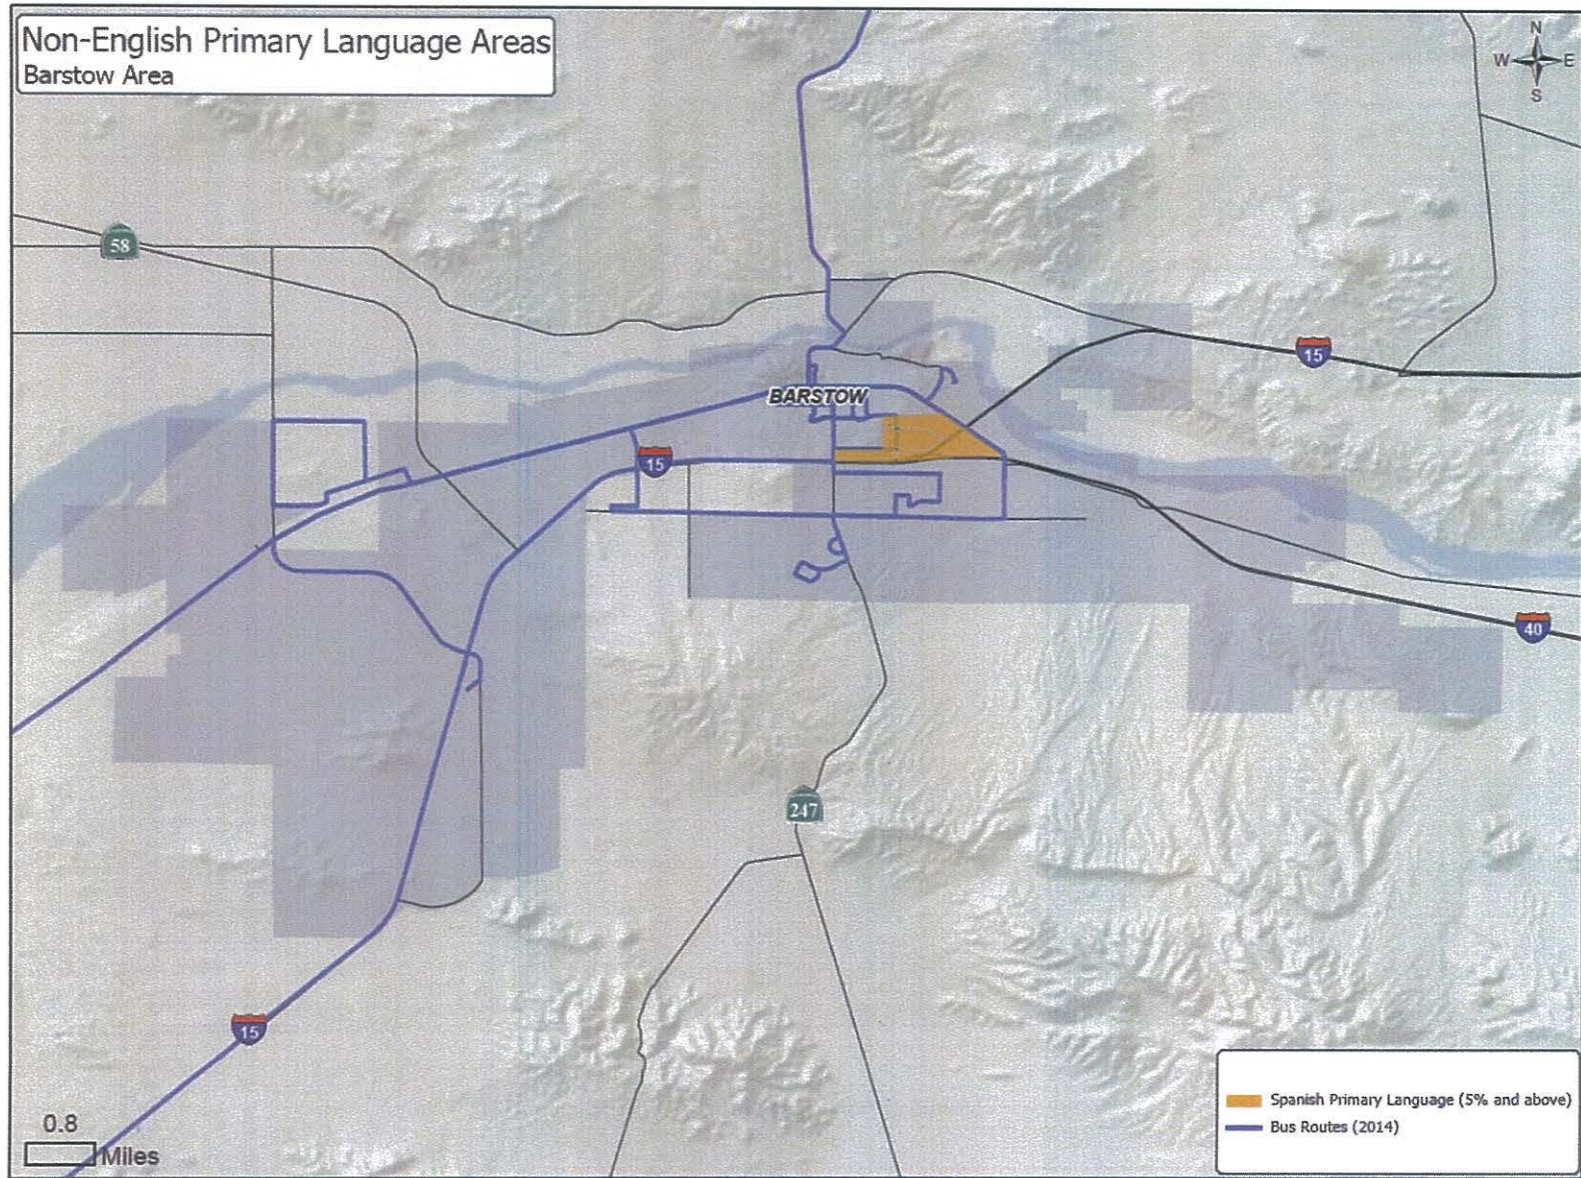 Non-English Primary Language Areas
Barstow Area
N
W E
S
58
15
BARSTOW
15
40
247
15
0.8
Miles
Spanish Primary Language (5% and above)
Bus Routes (2014)